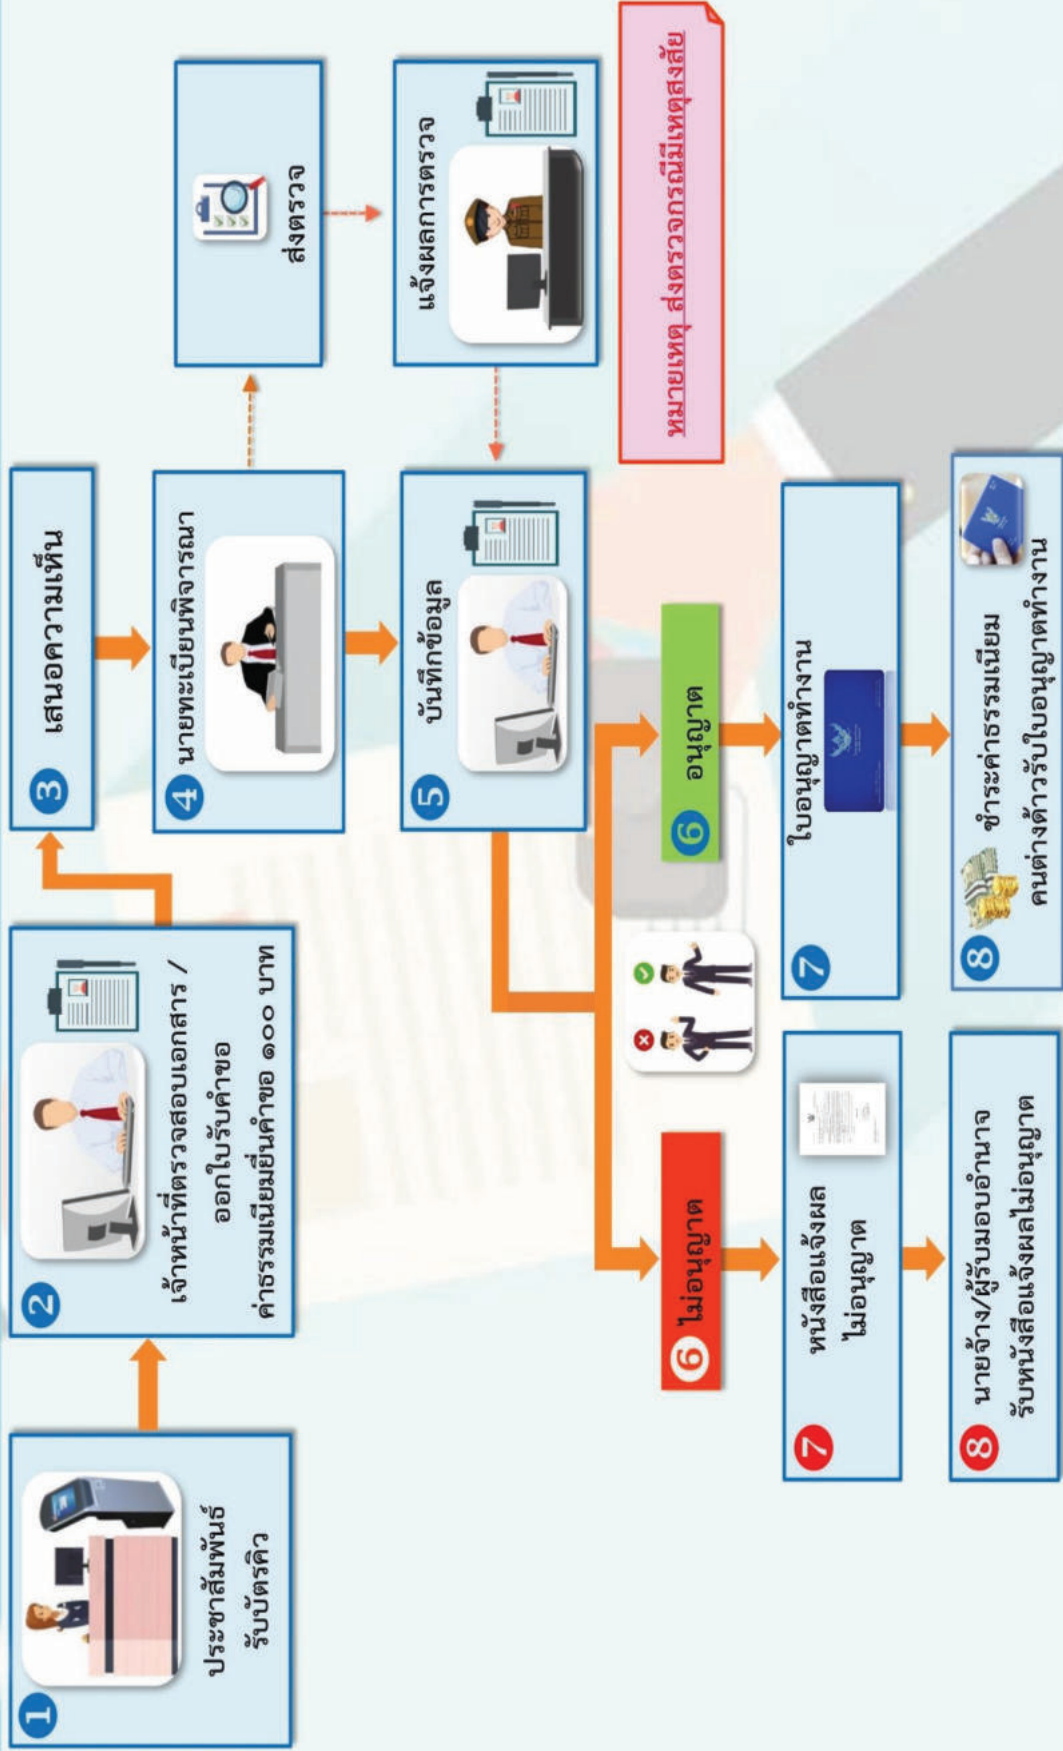 1
ประชาสัมพันธ์
รับบัตรคิว
2
เจ้าหน้าที่ตรวจสอบเอกสาร /
ออกใบรับคำขอ
ค่าธรรมเนียมยื่นคำขอ ๑๐๐ บาท
3 เสนอความเห็น
4 นายทะเบียนพิจารณา
ส่งตรวจ
แจ้งผลการตรวจ
5 บันทึกข้อมูล
หมายเหตุ ส่งตรวจกรณีมีเหตุสงสัย
6 ไม่อนุญาต
7 หนังสือแจ้งผล
ไม่อนุญาต
8 นายจ้าง/ผู้รับมอบอำนาจ
รับหนังสือแจ้งผลไม่อนุญาต
6 อนุญาต
7 ใบอนุญาตทำงาน
8 ชำระค่าธรรมเนียม
คนต่างด้าวรับใบอนุญาตทำงาน